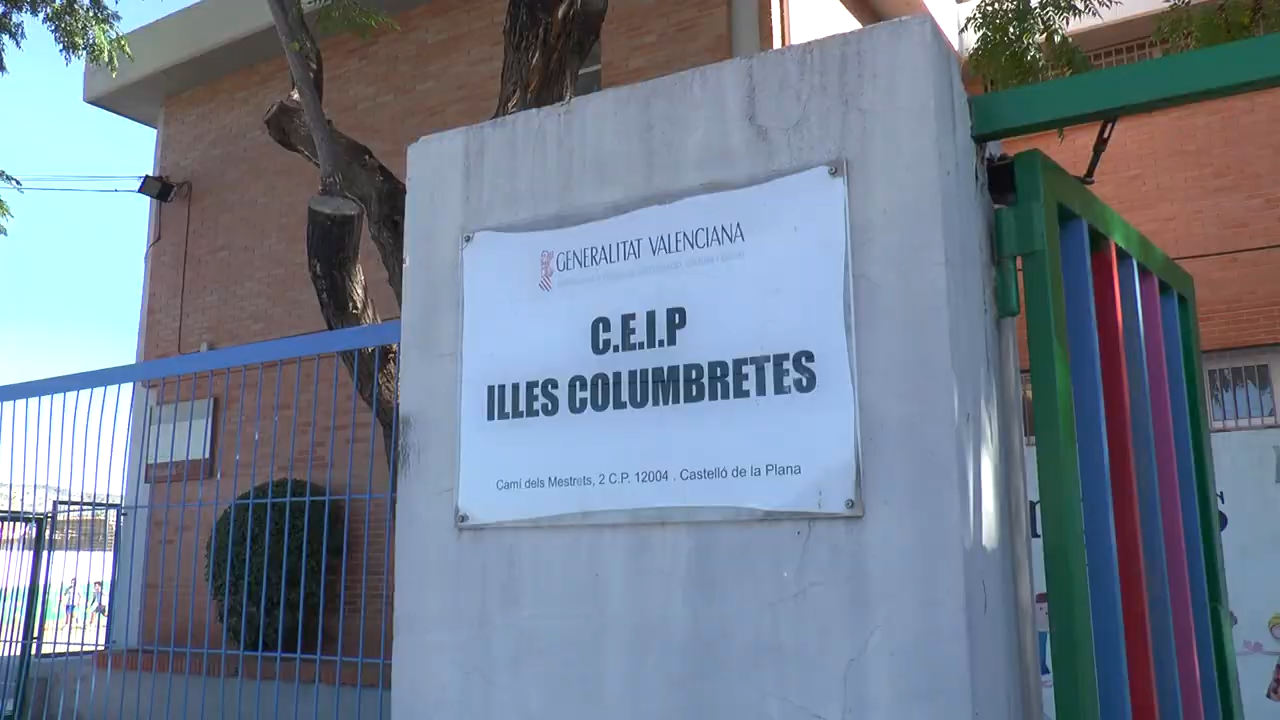 GENERALITAT VALENCIANA
C.E.I.P
ILLES COLUMBRETES
Camí dels Mestrets, 2 C.P. 12004 . Castelló de la Plana